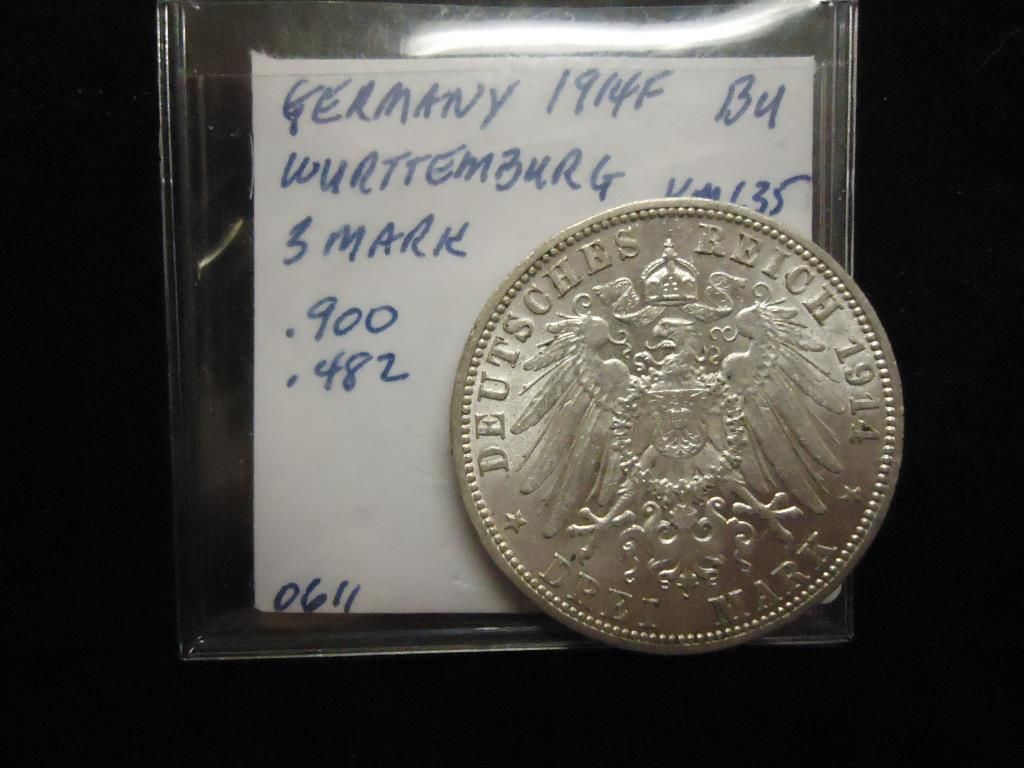 GERMANY 1914F BU
WURTTEMBURG KM135
3 MARK
.900
.482
0611
DEUTSCHES REICH 1914
DREI MARK